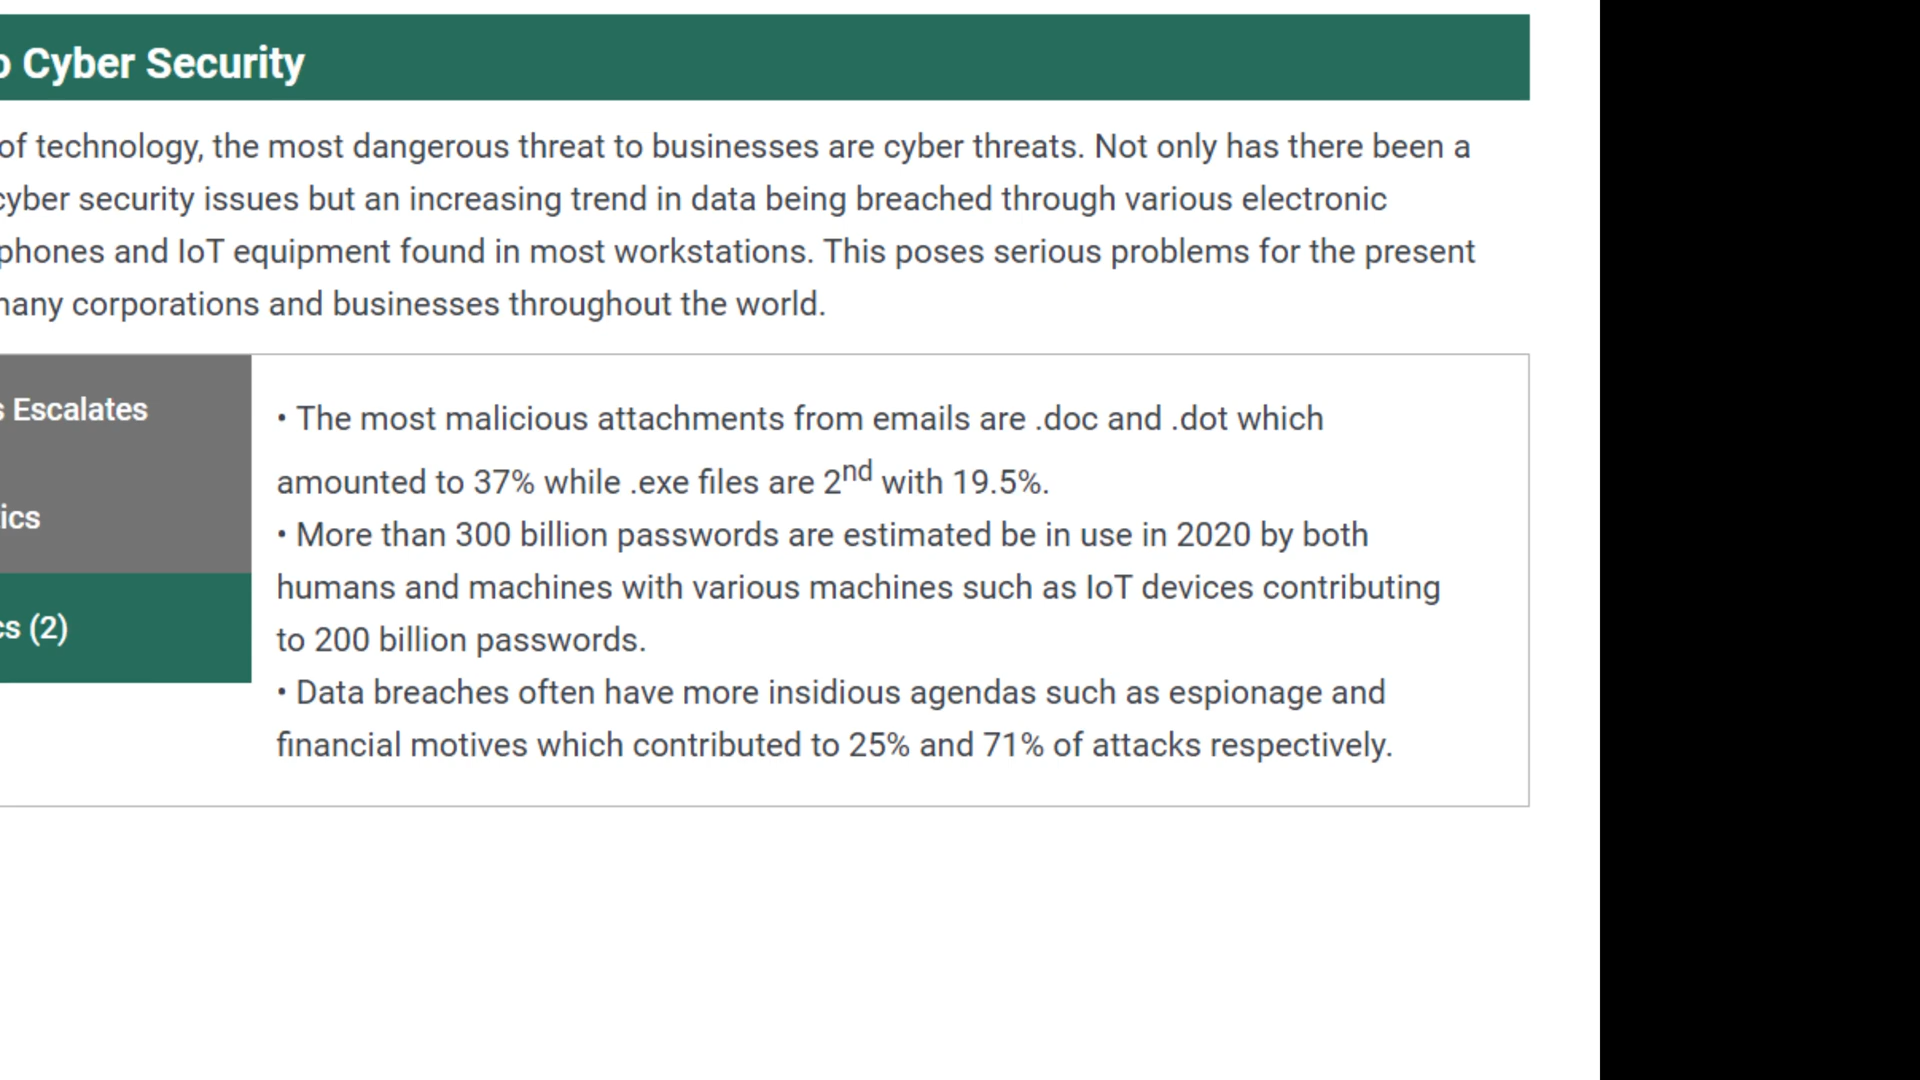 Cyber Security
of technology, the most dangerous threat to businesses are cyber threats. Not only has there been a
cyber security issues but an increasing trend in data being breached through various electronic
phones and IoT equipment found in most workstations. This poses serious problems for the present
many corporations and businesses throughout the world.
Escalates
ics
cs (2)
• The most malicious attachments from emails are .doc and .dot which
amounted to 37% while .exe files are 2nd with 19.5%.
• More than 300 billion passwords are estimated be in use in 2020 by both
humans and machines with various machines such as IoT devices contributing
to 200 billion passwords.
• Data breaches often have more insidious agendas such as espionage and
financial motives which contributed to 25% and 71% of attacks respectively.